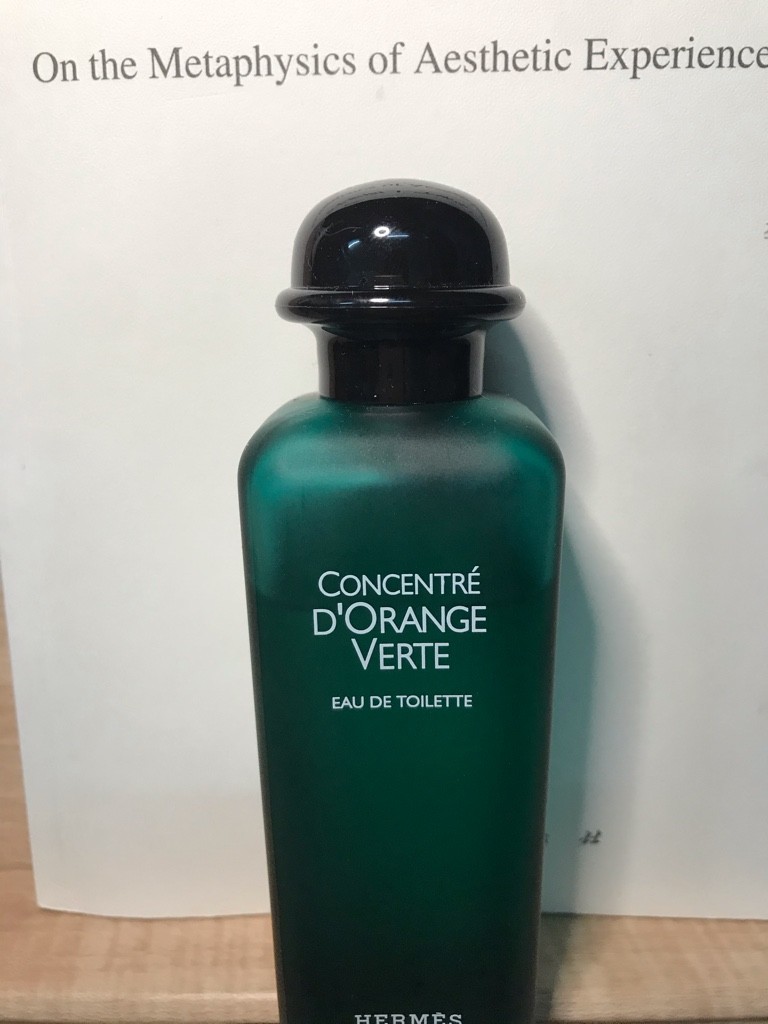 On the Metaphysics of Aesthetic Experience
CONCENTRÉ
D'ORANGE
VERTE
EAU DE TOILETTE
HERMÈS